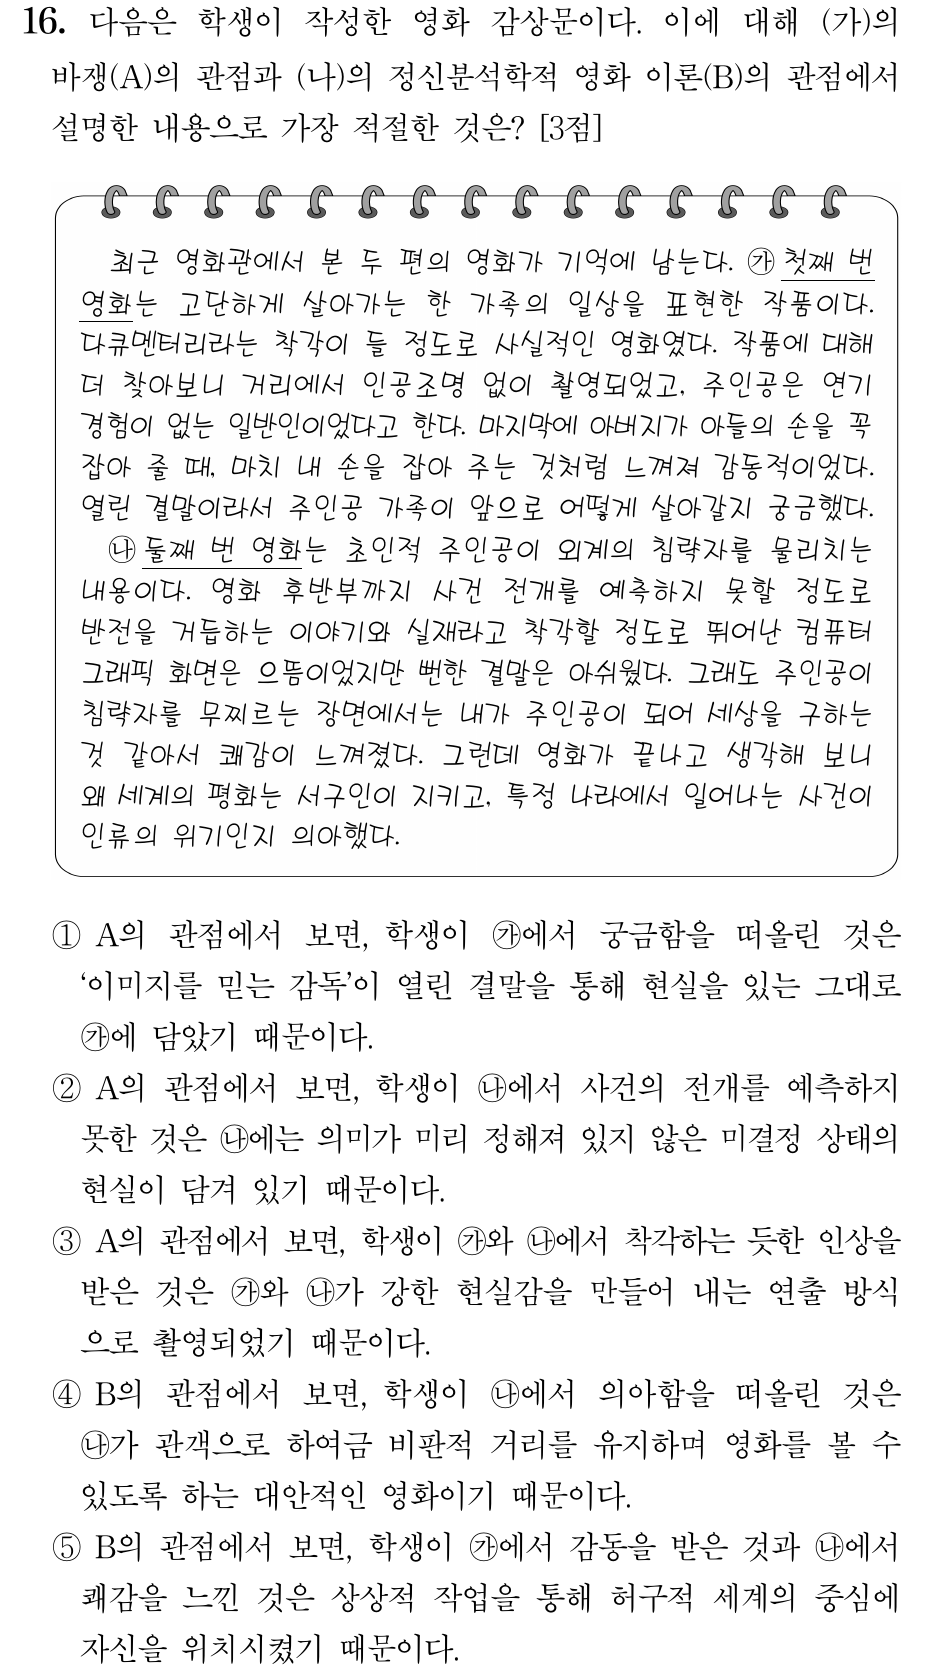 16. 다음은 학생이 작성한 영화 감상문이다. 이에 대해 (가)의
바쟁(A)의 관점과 (나)의 정신분석학적 영화 이론(B)의 관점에서
설명한 내용으로 가장 적절한 것은? [3점]
최근 영화관에서 본 두 편의 영화가 기억에 남는다. ㉮ 첫째 번
영화는 고단하게 살아가는 한 가족의 일상을 표현한 작품이다.
다큐멘터리라는 착각이 들 정도로 사실적인 영화였다. 작품에 대해
더 찾아보니 거리에서 인공조명 없이 촬영되었고, 주인공은 연기
경험이 없는 일반인이었다고 한다. 마지막에 아버지가 아들의 손을 꼭
잡아 줄 때, 마치 내 손을 잡아 주는 것처럼 느껴져 감동적이었다.
열린 결말이라서 주인공 가족이 앞으로 어떻게 살아갈지 궁금했다.
㉯ 둘째 번 영화는 초인적 주인공이 외계의 침략자를 물리치는
내용이다. 영화 후반부까지 사건 전개를 예측하지 못할 정도로
반전을 거듭하는 이야기와 실재라고 착각할 정도로 뛰어난 컴퓨터
그래픽 화면은 으뜸이었지만 뻔한 결말은 아쉬웠다. 그래도 주인공이
침략자를 무찌르는 장면에서는 내가 주인공이 되어 세상을 구하는
것 같아서 쾌감이 느껴졌다. 그런데 영화가 끝나고 생각해 보니
왜 세계의 평화는 서구인이 지키고, 특정 나라에서 일어나는 사건이
인류의 위기인지 의아했다.
① A의 관점에서 보면, 학생이 ㉮에서 궁금함을 떠올린 것은
‘이미지를 믿는 감독’이 열린 결말을 통해 현실을 있는 그대로
㉮에 담았기 때문이다.
② A의 관점에서 보면, 학생이 ㉯에서 사건의 전개를 예측하지
못한 것은 ㉯에는 의미가 미리 정해져 있지 않은 미결정 상태의
현실이 담겨 있기 때문이다.
③ A의 관점에서 보면, 학생이 ㉮와 ㉯에서 착각하는 듯한 인상을
받은 것은 ㉮와 ㉯가 강한 현실감을 만들어 내는 연출 방식
으로 촬영되었기 때문이다.
④ B의 관점에서 보면, 학생이 ㉯에서 의아함을 떠올린 것은
㉯가 관객으로 하여금 비판적 거리를 유지하며 영화를 볼 수
있도록 하는 대안적인 영화이기 때문이다.
⑤ B의 관점에서 보면, 학생이 ㉮에서 감동을 받은 것과 ㉯에서
쾌감을 느낀 것은 상상적 작업을 통해 허구적 세계의 중심에
자신을 위치시켰기 때문이다.